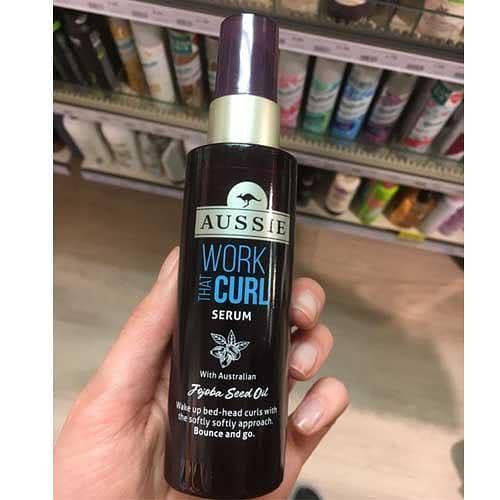 AUSSIE
WORK
THAT CURL
SERUM
With Australian
Jojoba Seed Oil
Wake up bed-head curls with
the softly softly approach.
Bounce and go.